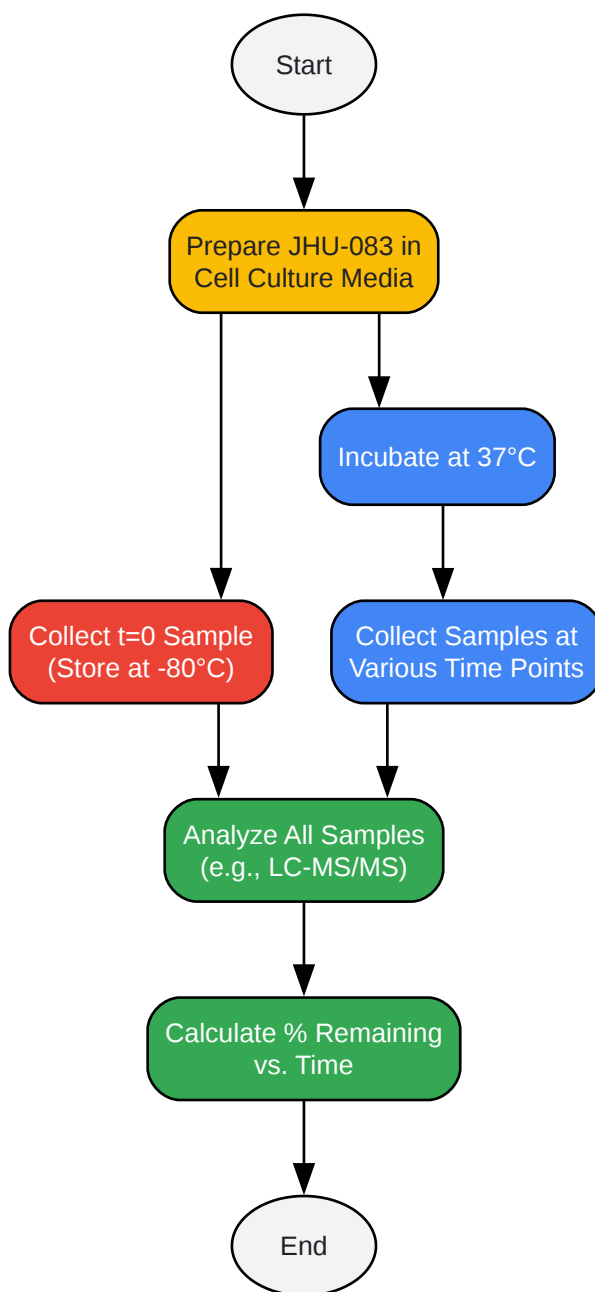 Start
Prepare JHU-083 in
Cell Culture Media
Incubate at 37°C
Collect t=0 Sample
(Store at -80°C)
Collect Samples at
Various Time Points
Analyze All Samples
(e.g., LC-MS/MS)
Calculate % Remaining
vs. Time
End